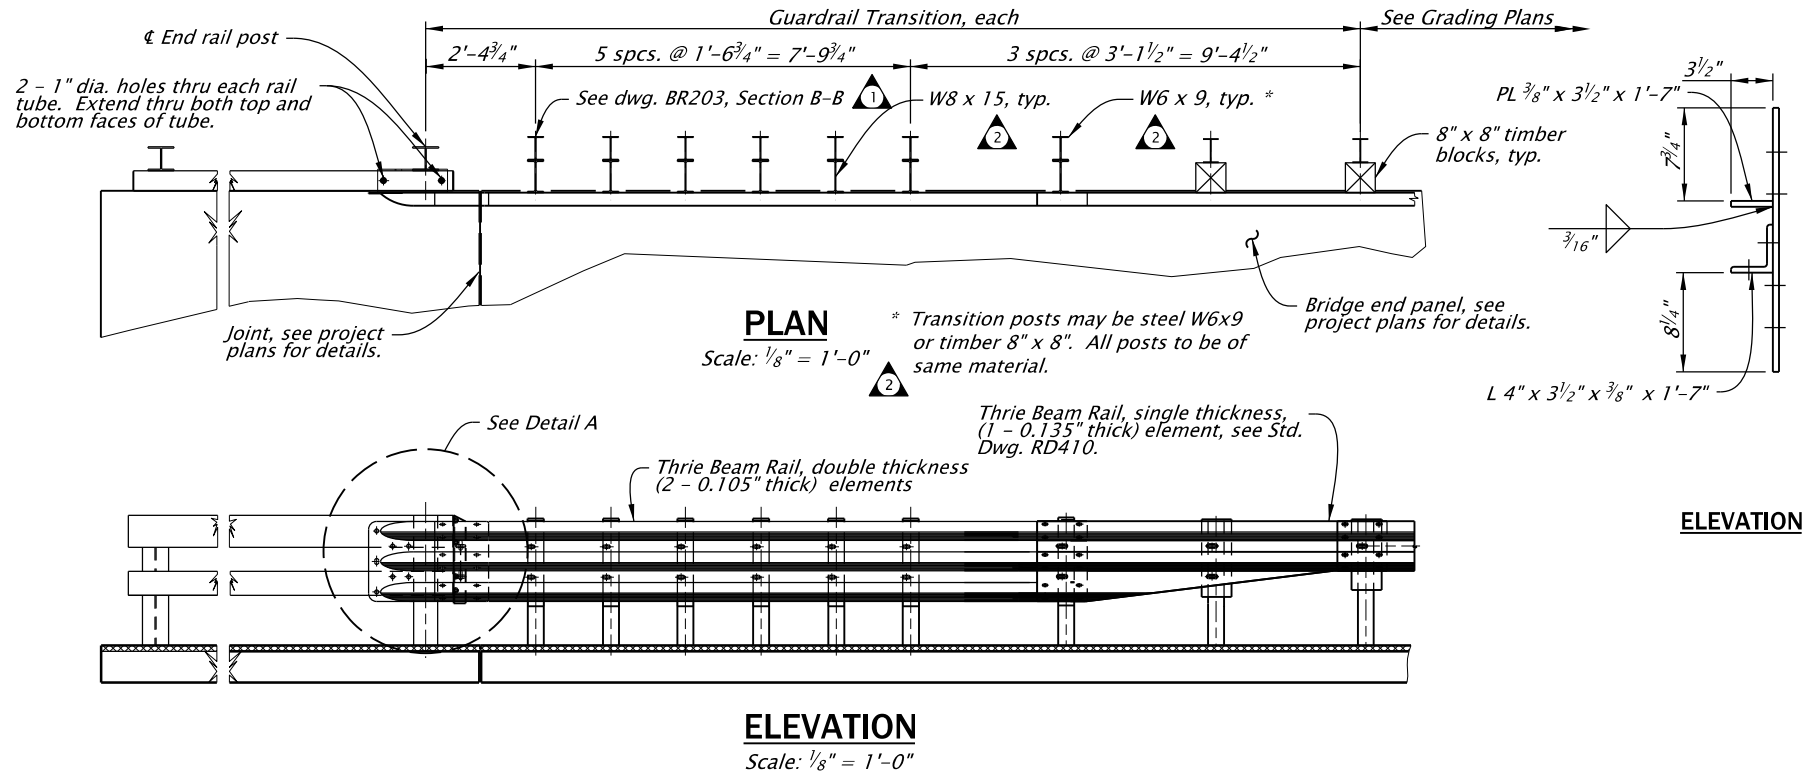 Guardrail Transition, each
See Grading Plans
℄ End rail post
2'-4¾"
5 spcs. @ 1'-6¾" = 7'-9¾"
3 spcs. @ 3'-1½" = 9'-4½"
2 - 1" dia. holes thru each rail
tube. Extend thru both top and
bottom faces of tube.
See dwg. BR203, Section B-B
1
W8 x 15, typ.
2
W6 x 9, typ. *
2
8" x 8" timber
blocks, typ.
3½"
PL ⅜" x 3½" x 1'-7"
7¾"
3/16"
8¼"
L 4" x 3½" x ⅜" x 1'-7"
Joint, see project
plans for details.
PLAN
Scale: ⅛" = 1'-0"
2
* Transition posts may be steel W6x9
or timber 8" x 8". All posts to be of
same material.
Bridge end panel, see
project plans for details.
See Detail A
Thrie Beam Rail, double thickness
(2 - 0.105" thick) elements
Thrie Beam Rail, single thickness,
(1 - 0.135" thick) element, see Std.
Dwg. RD410.
ELEVATION
ELEVATION
Scale: ⅛" = 1'-0"